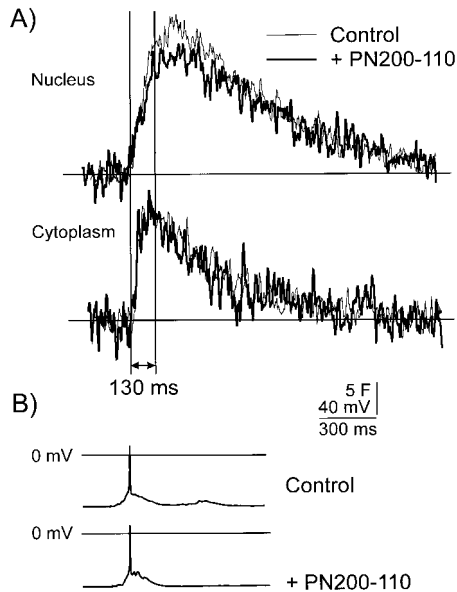 A)
Control
+ PN200-110
Nucleus
Cytoplasm
130 ms
5 F
40 mV
300 ms
B)
0 mV
Control
0 mV
+ PN200-110